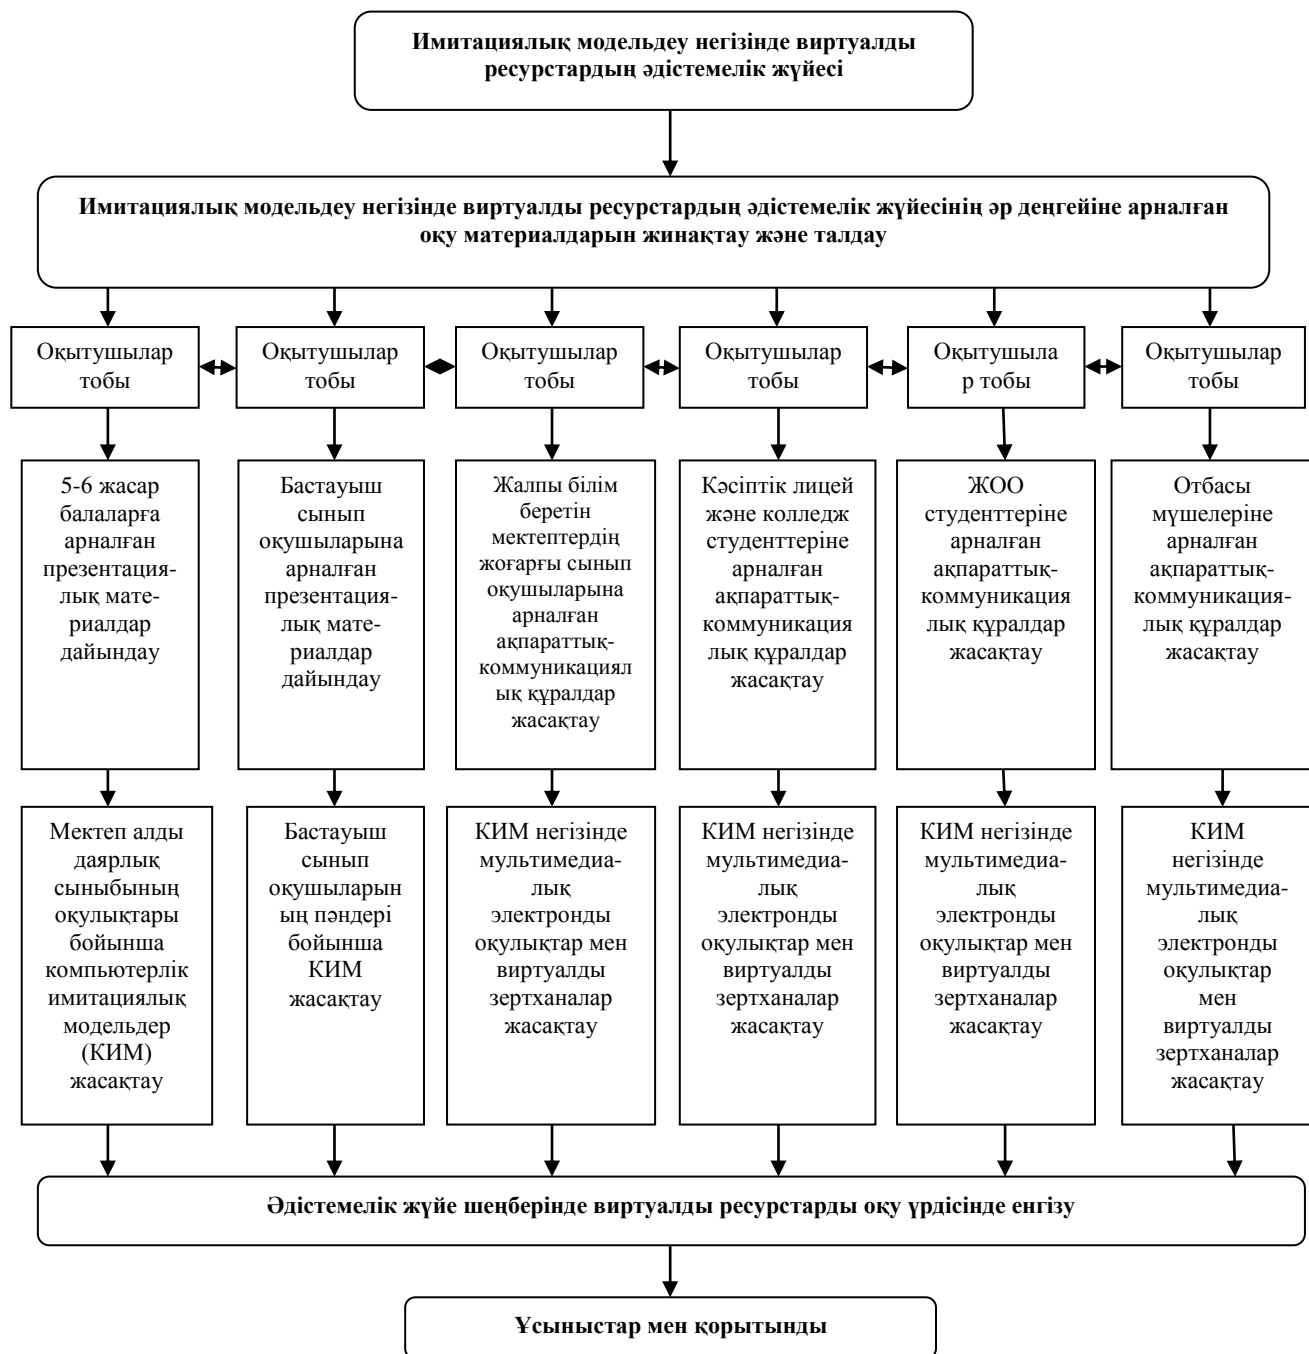 Имитациялық модельдеу негізінде виртуалды
ресурстардың әдістемелік жүйесі
Имитациялық модельдеу негізінде виртуалды ресурстардың әдістемелік жүйесінің әр деңгейіне арналған
оқу материалдарын жинақтау және талдау
Оқытушылар
тобы
Оқытушылар
тобы
Оқытушылар
тобы
Оқытушылар
тобы
Оқытушыла
р тобы
Оқытушылар
тобы
5-6 жасар
балаларға
арналған
презентация-
лық мате-
риалдар
дайындау
Бастауыш
сынып
оқушыларына
арналған
презентация-
лық мате-
риалдар
дайындау
Жалпы білім
беретін
мектептердің
жоғарғы сынып
оқушыларына
арналған
ақпараттық-
коммуникациял
ық құралдар
жасақтау
Кәсіптік лицей
және колледж
студенттеріне
арналған
ақпараттық-
коммуникация
лық құралдар
жасақтау
ЖОО
студенттеріне
арналған
ақпараттық-
коммуникация
лық құралдар
жасақтау
Отбасы
мүшелеріне
арналған
ақпараттық-
коммуникация-
лық құралдар
жасақтау
Мектеп алды
даярлық
сыныбының
оқулықтары
бойынша
компьютерлік
имитациялық
модельдер
(КИМ)
жасақтау
Бастауыш
сынып
оқушыларын
ың пәндері
бойынша
КИМ
жасақтау
КИМ негізінде
мультимедиа-
лық
электронды
оқулықтар мен
виртуалды
зертханалар
жасақтау
КИМ негізінде
мультимедиа-
лық
электронды
оқулықтар мен
виртуалды
зертханалар
жасақтау
КИМ негізінде
мультимедиа-
лық
электронды
оқулықтар мен
виртуалды
зертханалар
жасақтау
КИМ
негізінде
мультимедиа-
лық
электронды
оқулықтар
мен
виртуалды
зертханалар
жасақтау
Әдістемелік жүйе шеңберінде виртуалды ресурстарды оқу үрдісінде енгізу
Ұсыныстар мен қорытынды